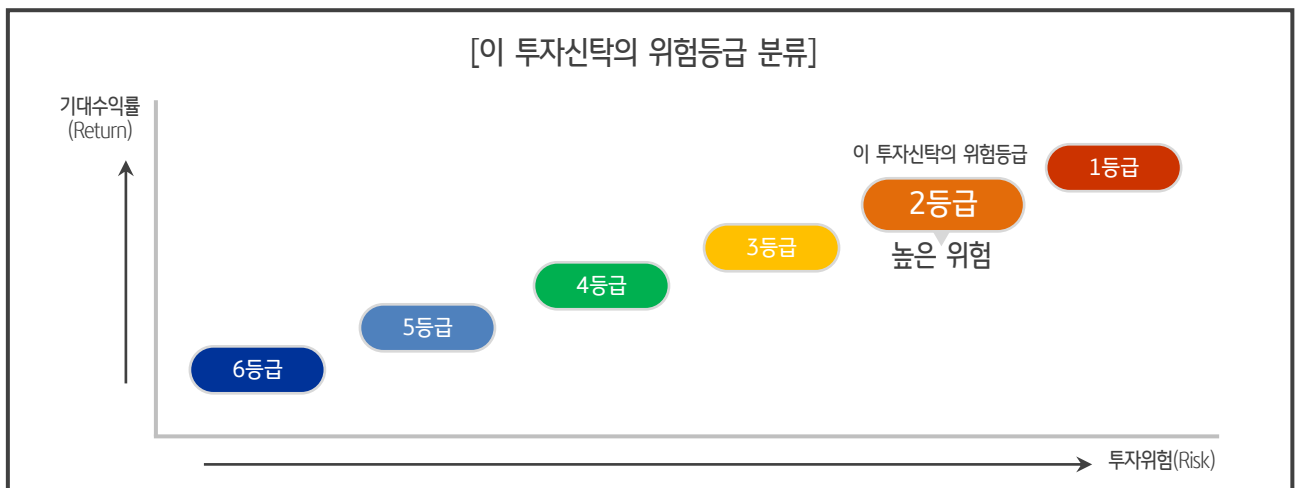 [이 투자신탁의 위험등급 분류]
기대수익률
(Return)
이 투자신탁의 위험등급
1등급
2등급
높은 위험
3등급
4등급
5등급
6등급
투자위험(Risk)